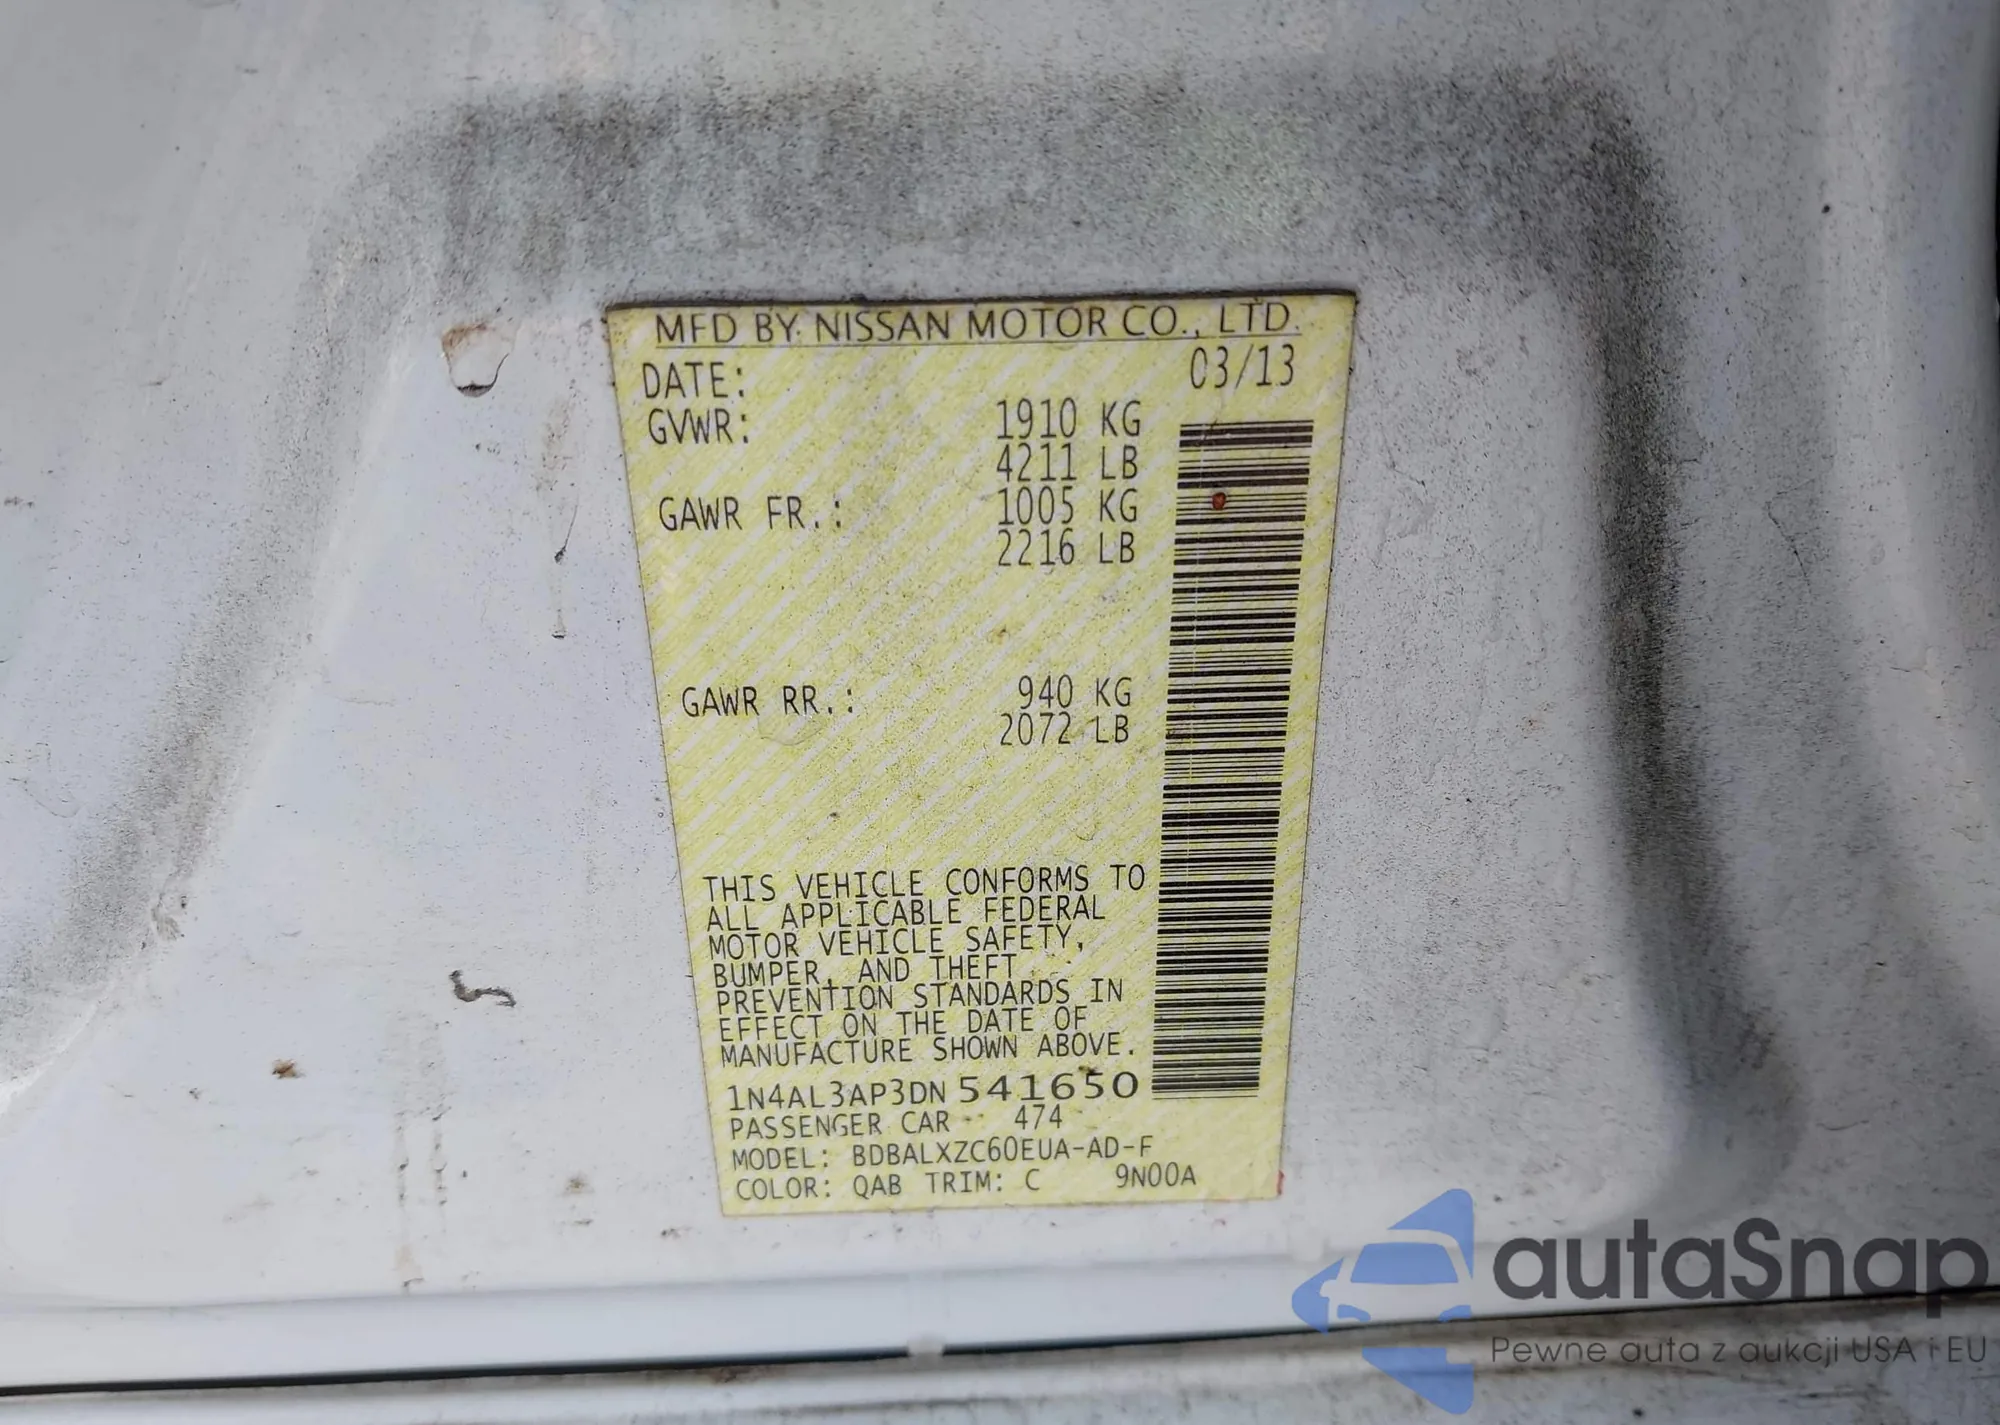 MFD BY NISSAN MOTOR CO., LTD.
DATE: 03/13
GVWR: 1910 KG
4211 LB
GAWR FR.: 1005 KG
2216 LB
GAWR RR.: 940 KG
2072 LB
THIS VEHICLE CONFORMS TO
ALL APPLICABLE FEDERAL
MOTOR VEHICLE SAFETY,
BUMPER, AND THEFT
PREVENTION STANDARDS IN
EFFECT ON THE DATE OF
MANUFACTURE SHOWN ABOVE.
1N4AL3AP3DN 541650
PASSENGER CAR 474
MODEL: BDBALXZC60EUA-AD-F
COLOR: QAB TRIM: C 9N00A
autaSnap
Pewne auta z aukcji USA i EU